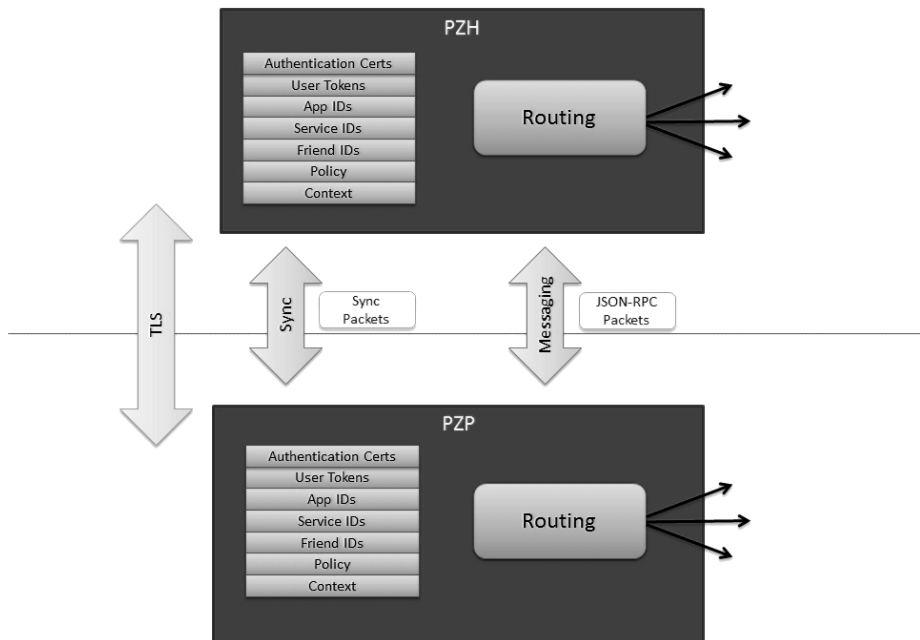 PZH
Authentication Certs
User Tokens
App IDs
Service IDs
Friend IDs
Policy
Context
Routing
TLS
Sync
Sync
Packets
Messaging
JSON-RPC
Packets
PZP
Authentication Certs
User Tokens
App IDs
Service IDs
Friend IDs
Policy
Context
Routing